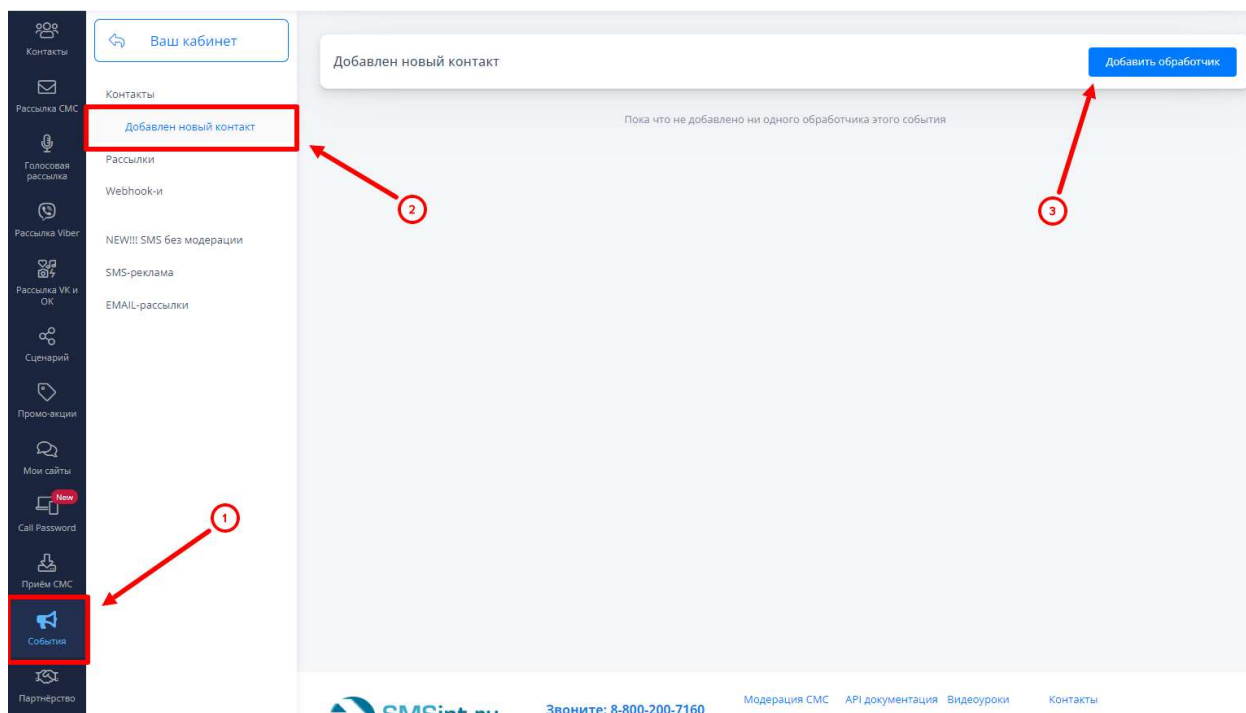 Контакты
Рассылка СМС
Голосовая
рассылка
Рассылка Viber
Рассылка VK и
ОК
Сценарий
Промо-акции
Мои сайты
New
Call Password
Приём СМС
События
Партнёрство
Ваш кабинет
Контакты
Добавлен новый контакт
Рассылки
Webhook-и
NEW!!! SMS без модерации
SMS-реклама
EMAIL-рассылки
Добавлен новый контакт
Добавить обработчик
Пока что не добавлено ни одного обработчика этого события
1
2
3
SMSint.ru
Звоните: 8-800-200-7160
Модерация СМС API документация Видеоуроки Контакты